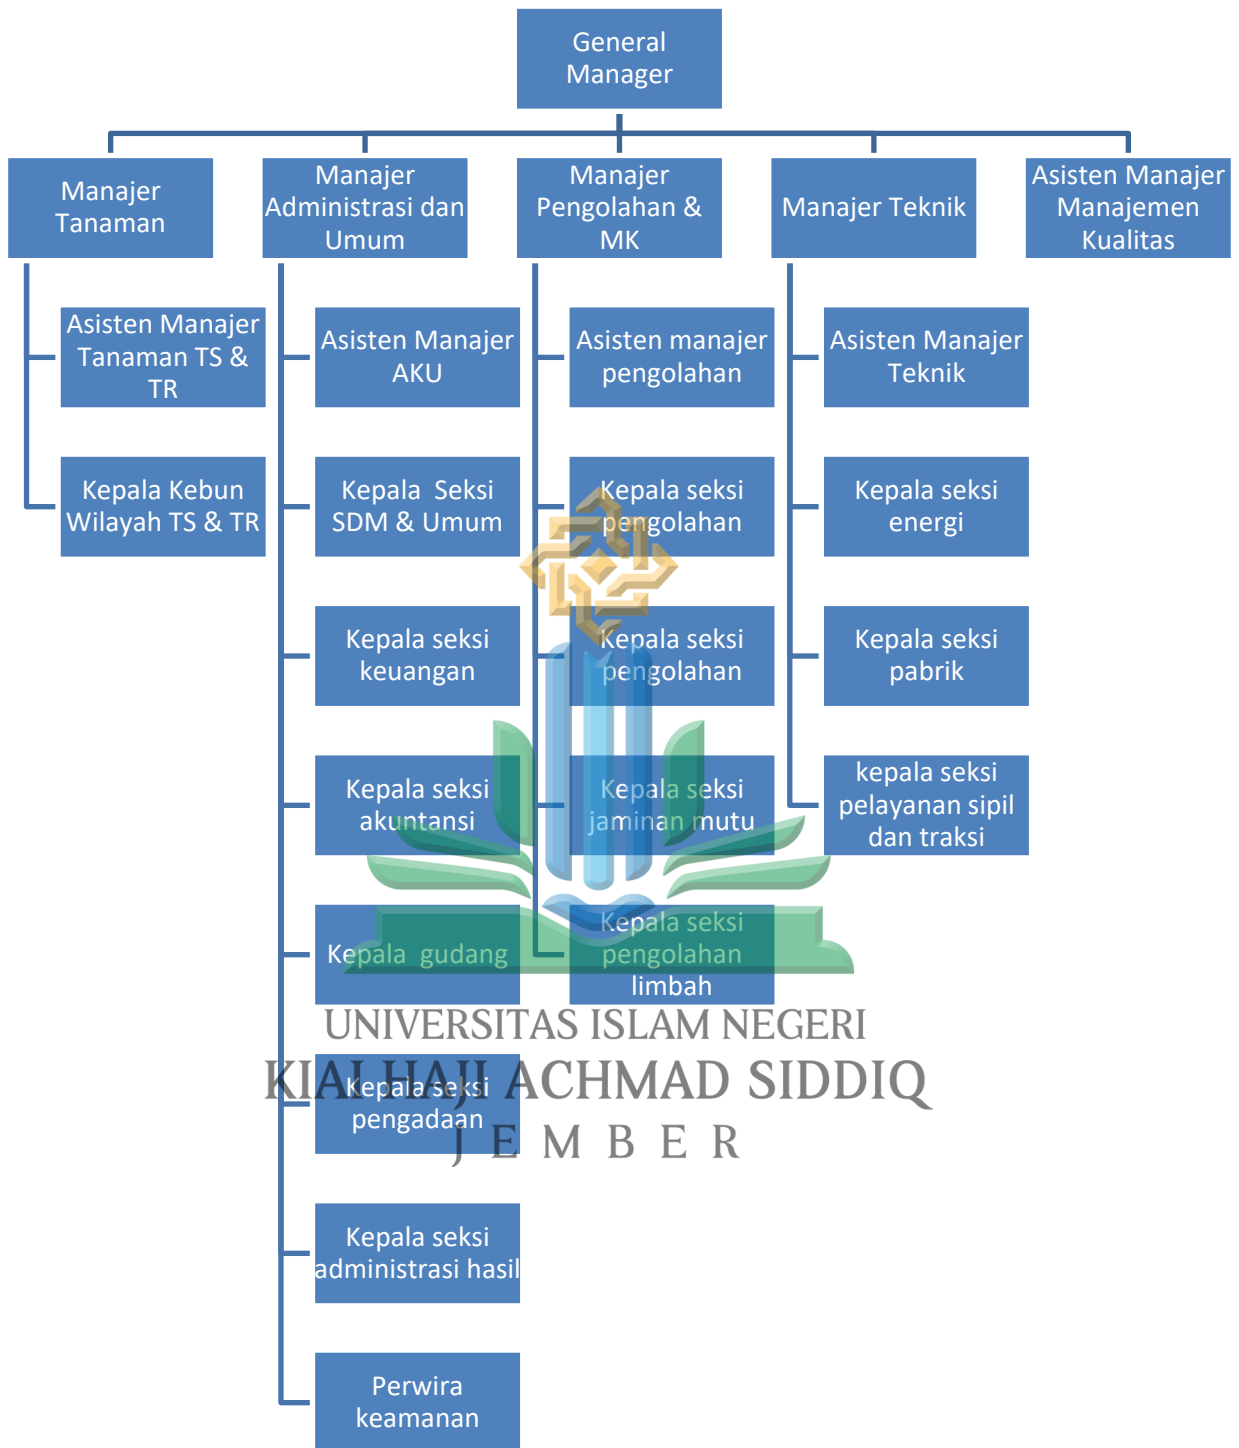 General
Manager
Manajer
Tanaman
Manajer
Administrasi dan
Umum
Manajer
Pengolahan &
MK
Manajer Teknik
Asisten Manajer
Manajemen
Kualitas
Asisten Manajer
Tanaman TS &
TR
Kepala Kebun
Wilayah TS & TR
Asisten Manajer
AKU
Kepala Seksi
SDM & Umum
Kepala seksi
keuangan
Kepala seksi
akuntansi
Kepala gudang
Kepala seksi
pengadaan
Kepala seksi
administrasi hasil
Perwira
keamanan
Asisten manajer
pengolahan
Kepala seksi
pengolahan
Kepala seksi
pengolahan
Kepala seksi
jaminan mutu
Kepala seksi
pengolahan
limbah
Asisten Manajer
Teknik
Kepala seksi
energi
Kepala seksi
pabrik
kepala seksi
pelayanan sipil
dan traksi
UNIVERSITAS ISLAM NEGERI
KIAI HAJI ACHMAD SIDDIQ
JEMBER